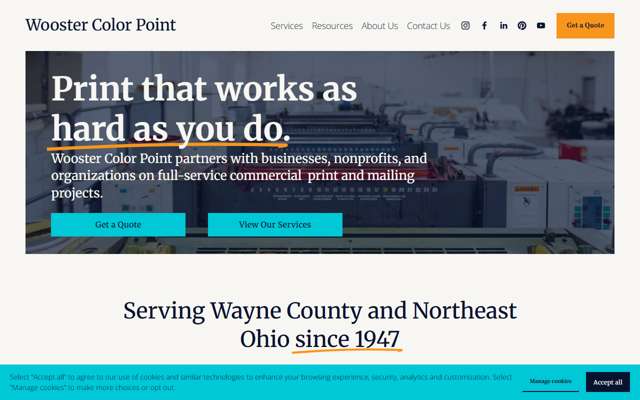 Wooster Color Point
Services Resources About Us Contact Us
Get a Quote
Print that works as
hard as you do.
Wooster Color Point partners with businesses, nonprofits, and
organizations on full-service commercial print and mailing
projects.
Get a Quote
View Our Services
Serving Wayne County and Northeast
Ohio since 1947
Select "Accept all" to agree to our use of cookies and similar technologies to enhance your browsing experience, security, analytics and customization. Select
"Manage cookies" to make more choices or opt out.
Manage cookies
Accept all